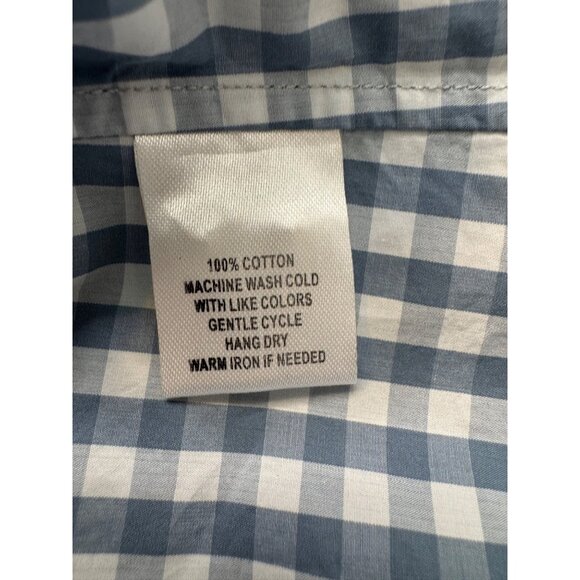 100% COTTON
MACHINE WASH COLD
WITH LIKE COLORS
GENTLE CYCLE
HANG DRY
WARM IRON IF NEEDED